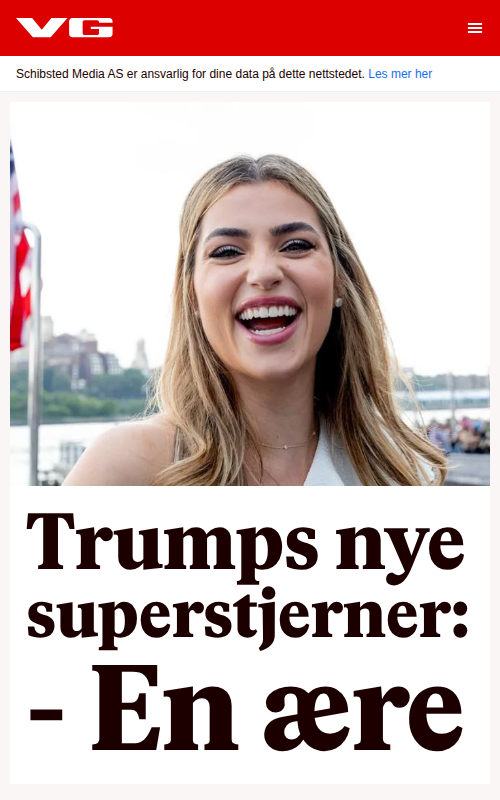 VG
Schibsted Media AS er ansvarlig for dine data på dette nettstedet. Les mer her
Trumps nye
superstjerner:
- En ære